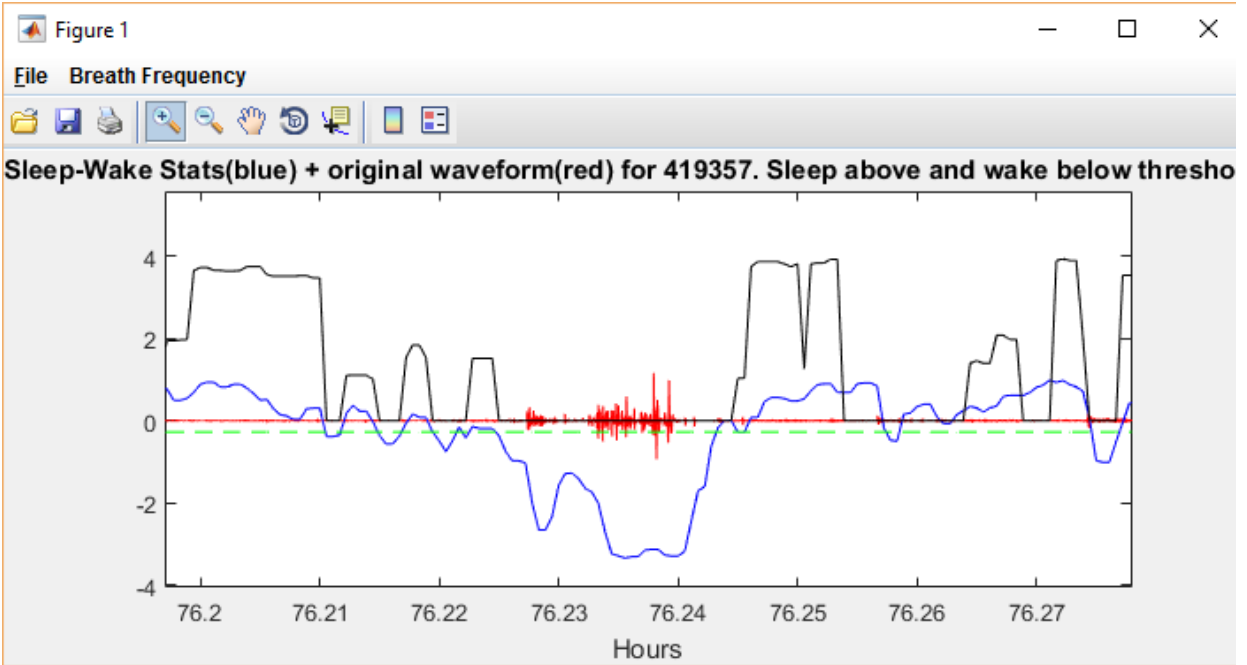 Figure 1
File Breath Frequency
Sleep-Wake Stats(blue) + original waveform(red) for 419357. Sleep above and wake below thresho
4
2
0
-2
-4
76.2 76.21 76.22 76.23 76.24 76.25 76.26 76.27
Hours